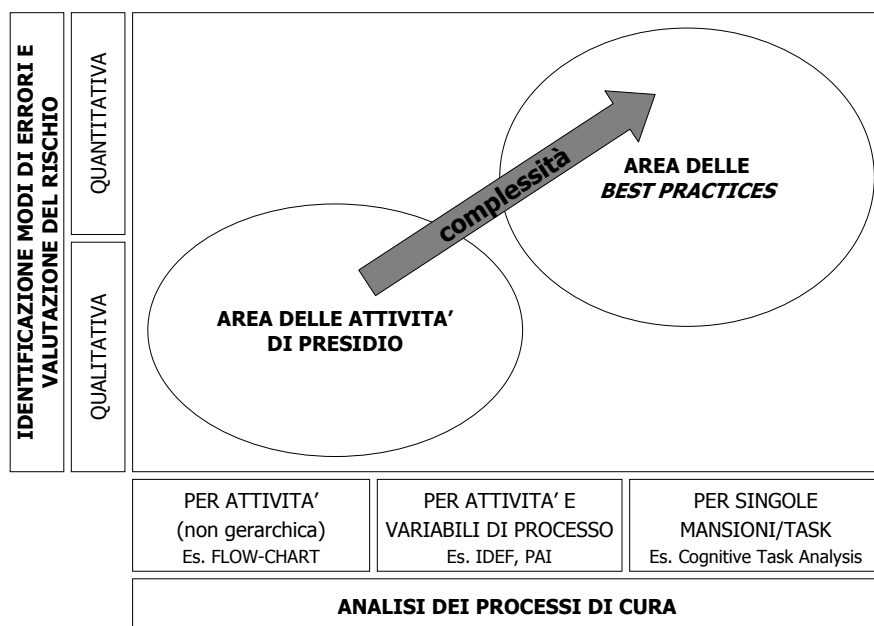 IDENTIFICAZIONE MODI DI ERRORI E
VALUTAZIONE DEL RISCHIO
QUANTITATIVA
QUALITATIVA
complessità
AREA DELLE
BEST PRACTICES
AREA DELLE ATTIVITA’
DI PRESIDIO
PER ATTIVITA’
(non gerarchica)
Es. FLOW-CHART
PER ATTIVITA’ E
VARIABILI DI PROCESSO
Es. IDEF, PAI
PER SINGOLE
MANSIONI/TASK
Es. Cognitive Task Analysis
ANALISI DEI PROCESSI DI CURA